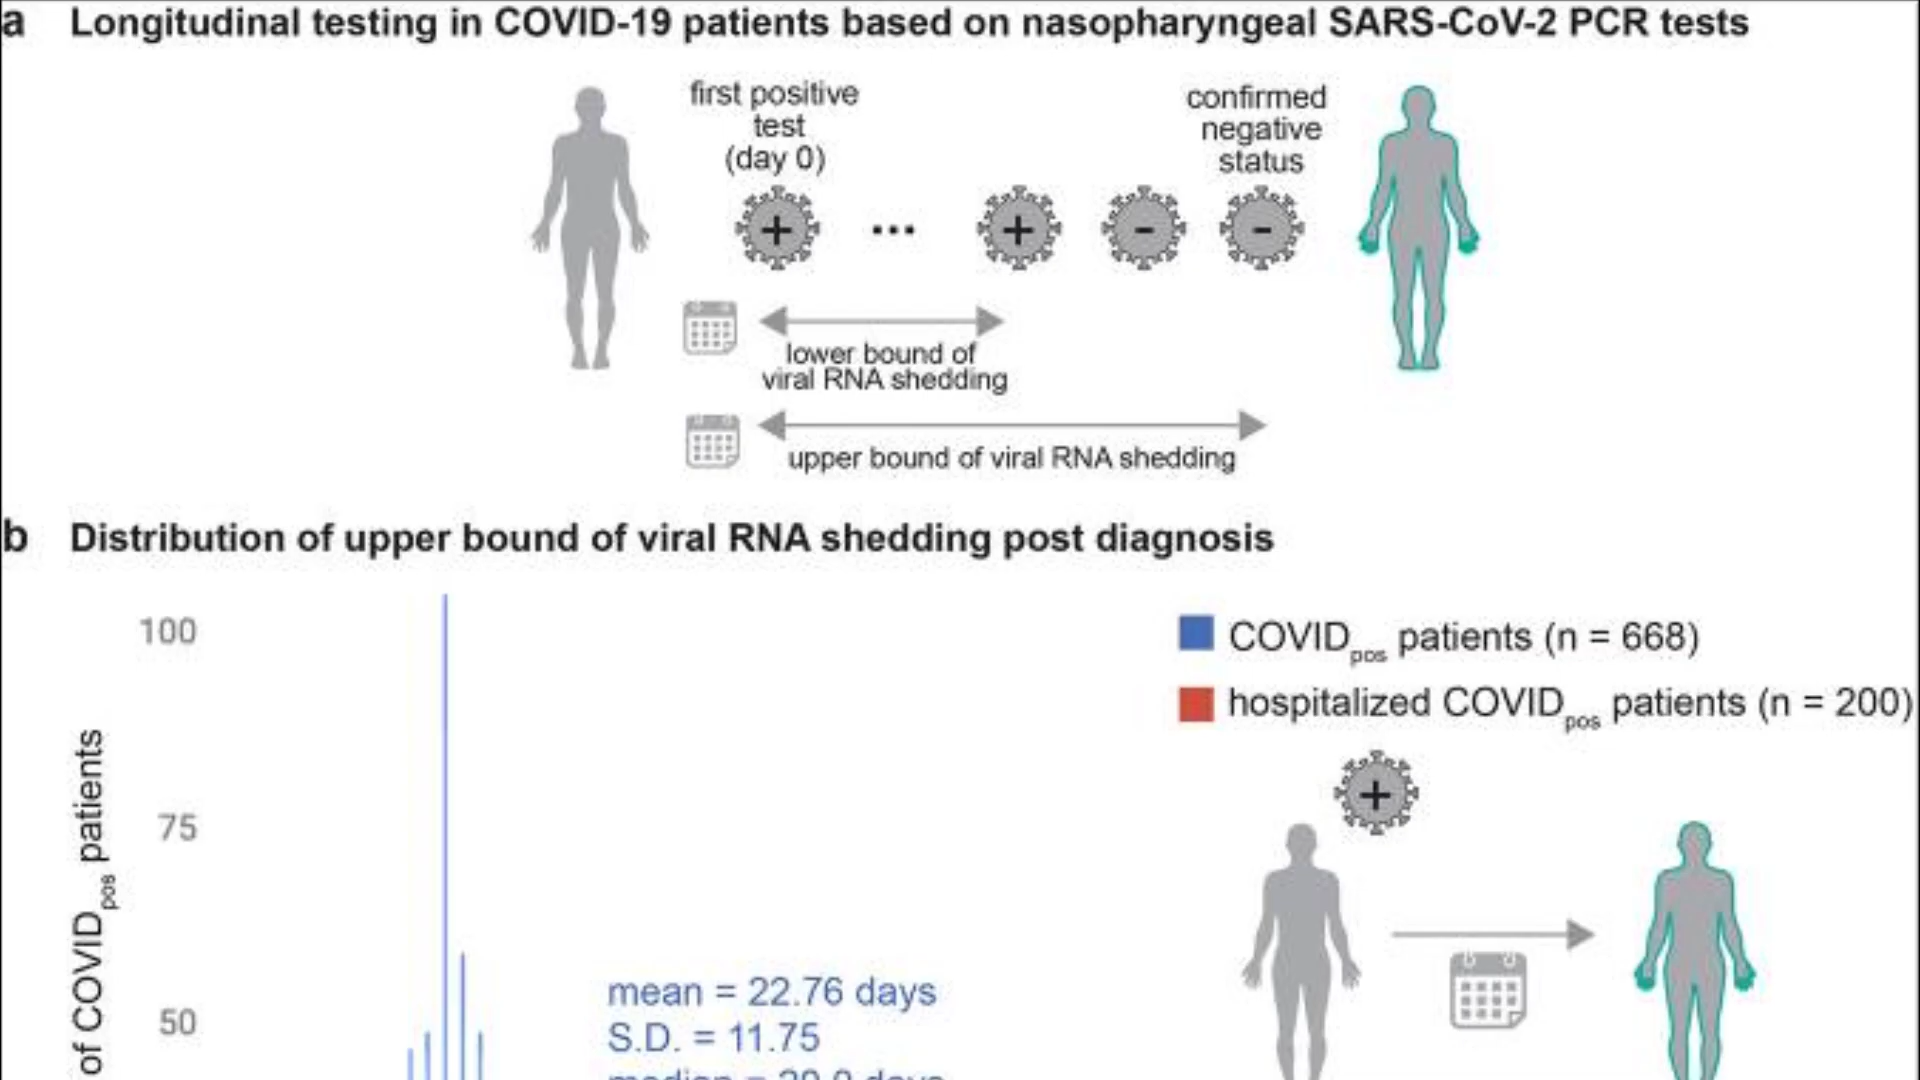 a Longitudinal testing in COVID-19 patients based on nasopharyngeal SARS-CoV-2 PCR tests
first positive
test
(day 0)
confirmed
negative
status
+ ... + - -
lower bound of
viral RNA shedding
upper bound of viral RNA shedding
b Distribution of upper bound of viral RNA shedding post diagnosis
100
75
50
of COVIDpos patients
COVIDpos patients (n = 668)
hospitalized COVIDpos patients (n = 200)
+
mean = 22.76 days
S.D. = 11.75